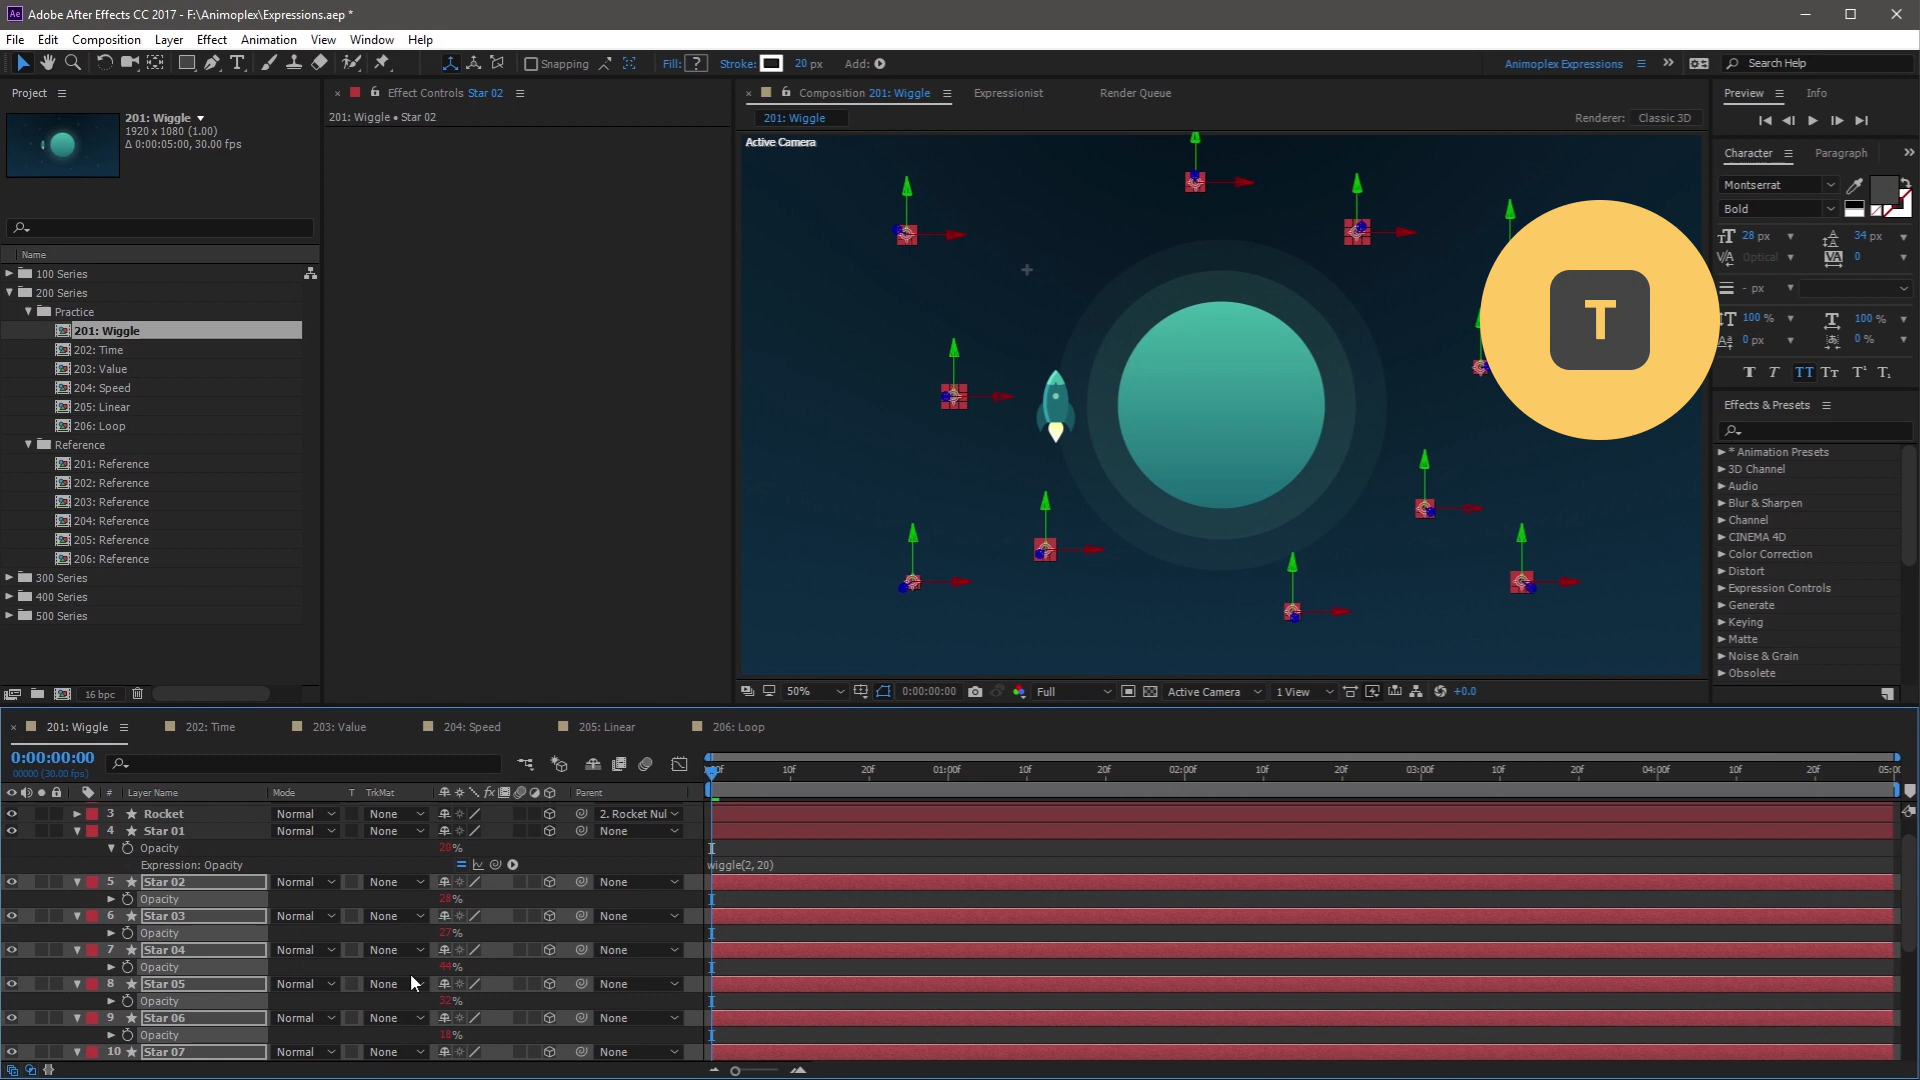 Ae Adobe After Effects CC 2017 - F:\Animoplex\Expressions.aep *
File Edit Composition Layer Effect Animation View Window Help
Snapping Fill: ? Stroke: 20 px Add: Animoplex Expressions Search Help
Project
201: Wiggle
1920 x 1080 (1.00)
Δ 0:00:05:00, 30.00 fps
Name
100 Series
200 Series
Practice
201: Wiggle
202: Time
203: Value
204: Speed
205: Linear
206: Loop
Reference
201: Reference
202: Reference
203: Reference
204: Reference
205: Reference
206: Reference
300 Series
400 Series
500 Series
16 bpc
Effect Controls Star 02
201: Wiggle • Star 02
Composition 201: Wiggle Expressionist Render Queue
201: Wiggle Renderer: Classic 3D
Active Camera
T
50% 0:00:00:00 Full Active Camera 1 View +0.0
Preview Info
Character Paragraph
Montserrat
Bold
28 px 34 px
Optical 0
- px
100 % 100 %
0 px 0 %
T T TT Tт T¹ T₁
Effects & Presets
* Animation Presets
3D Channel
Audio
Blur & Sharpen
Channel
CINEMA 4D
Color Correction
Distort
Expression Controls
Generate
Keying
Matte
Noise & Grain
Obsolete
201: Wiggle 202: Time 203: Value 204: Speed 205: Linear 206: Loop
0:00:00:00
00000 (30.00 fps)
10f 20f 01:00f 10f 20f 02:00f 10f 20f 03:00f 10f 20f 04:00f 10f 20f
# Layer Name Mode T TrkMat fx Parent
3 Rocket Normal None 2. Rocket Nul
4 Star 01 Normal None None
Opacity 20%
Expression: Opacity wiggle(2, 20)
5 Star 02 Normal None None
Opacity 28%
6 Star 03 Normal None None
Opacity 27%
7 Star 04 Normal None None
Opacity 44%
8 Star 05 Normal None None
Opacity 32%
9 Star 06 Normal None None
Opacity 18%
10 Star 07 Normal None None